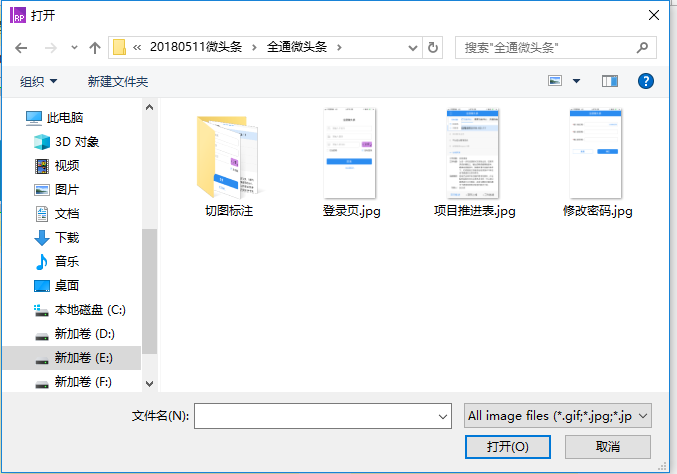 RP 打开
« 20180511微头条 › 全通微头条 ›
搜索"全通微头条"
组织 新建文件夹
此电脑
3D 对象
视频
图片
文档
下载
音乐
桌面
本地磁盘 (C:)
新加卷 (D:)
新加卷 (E:)
新加卷 (F:)
切图标注
登录页.jpg
项目推进表.jpg
修改密码.jpg
文件名(N):
All image files (*.gif;*.jpg;*.jp
打开(O)
取消